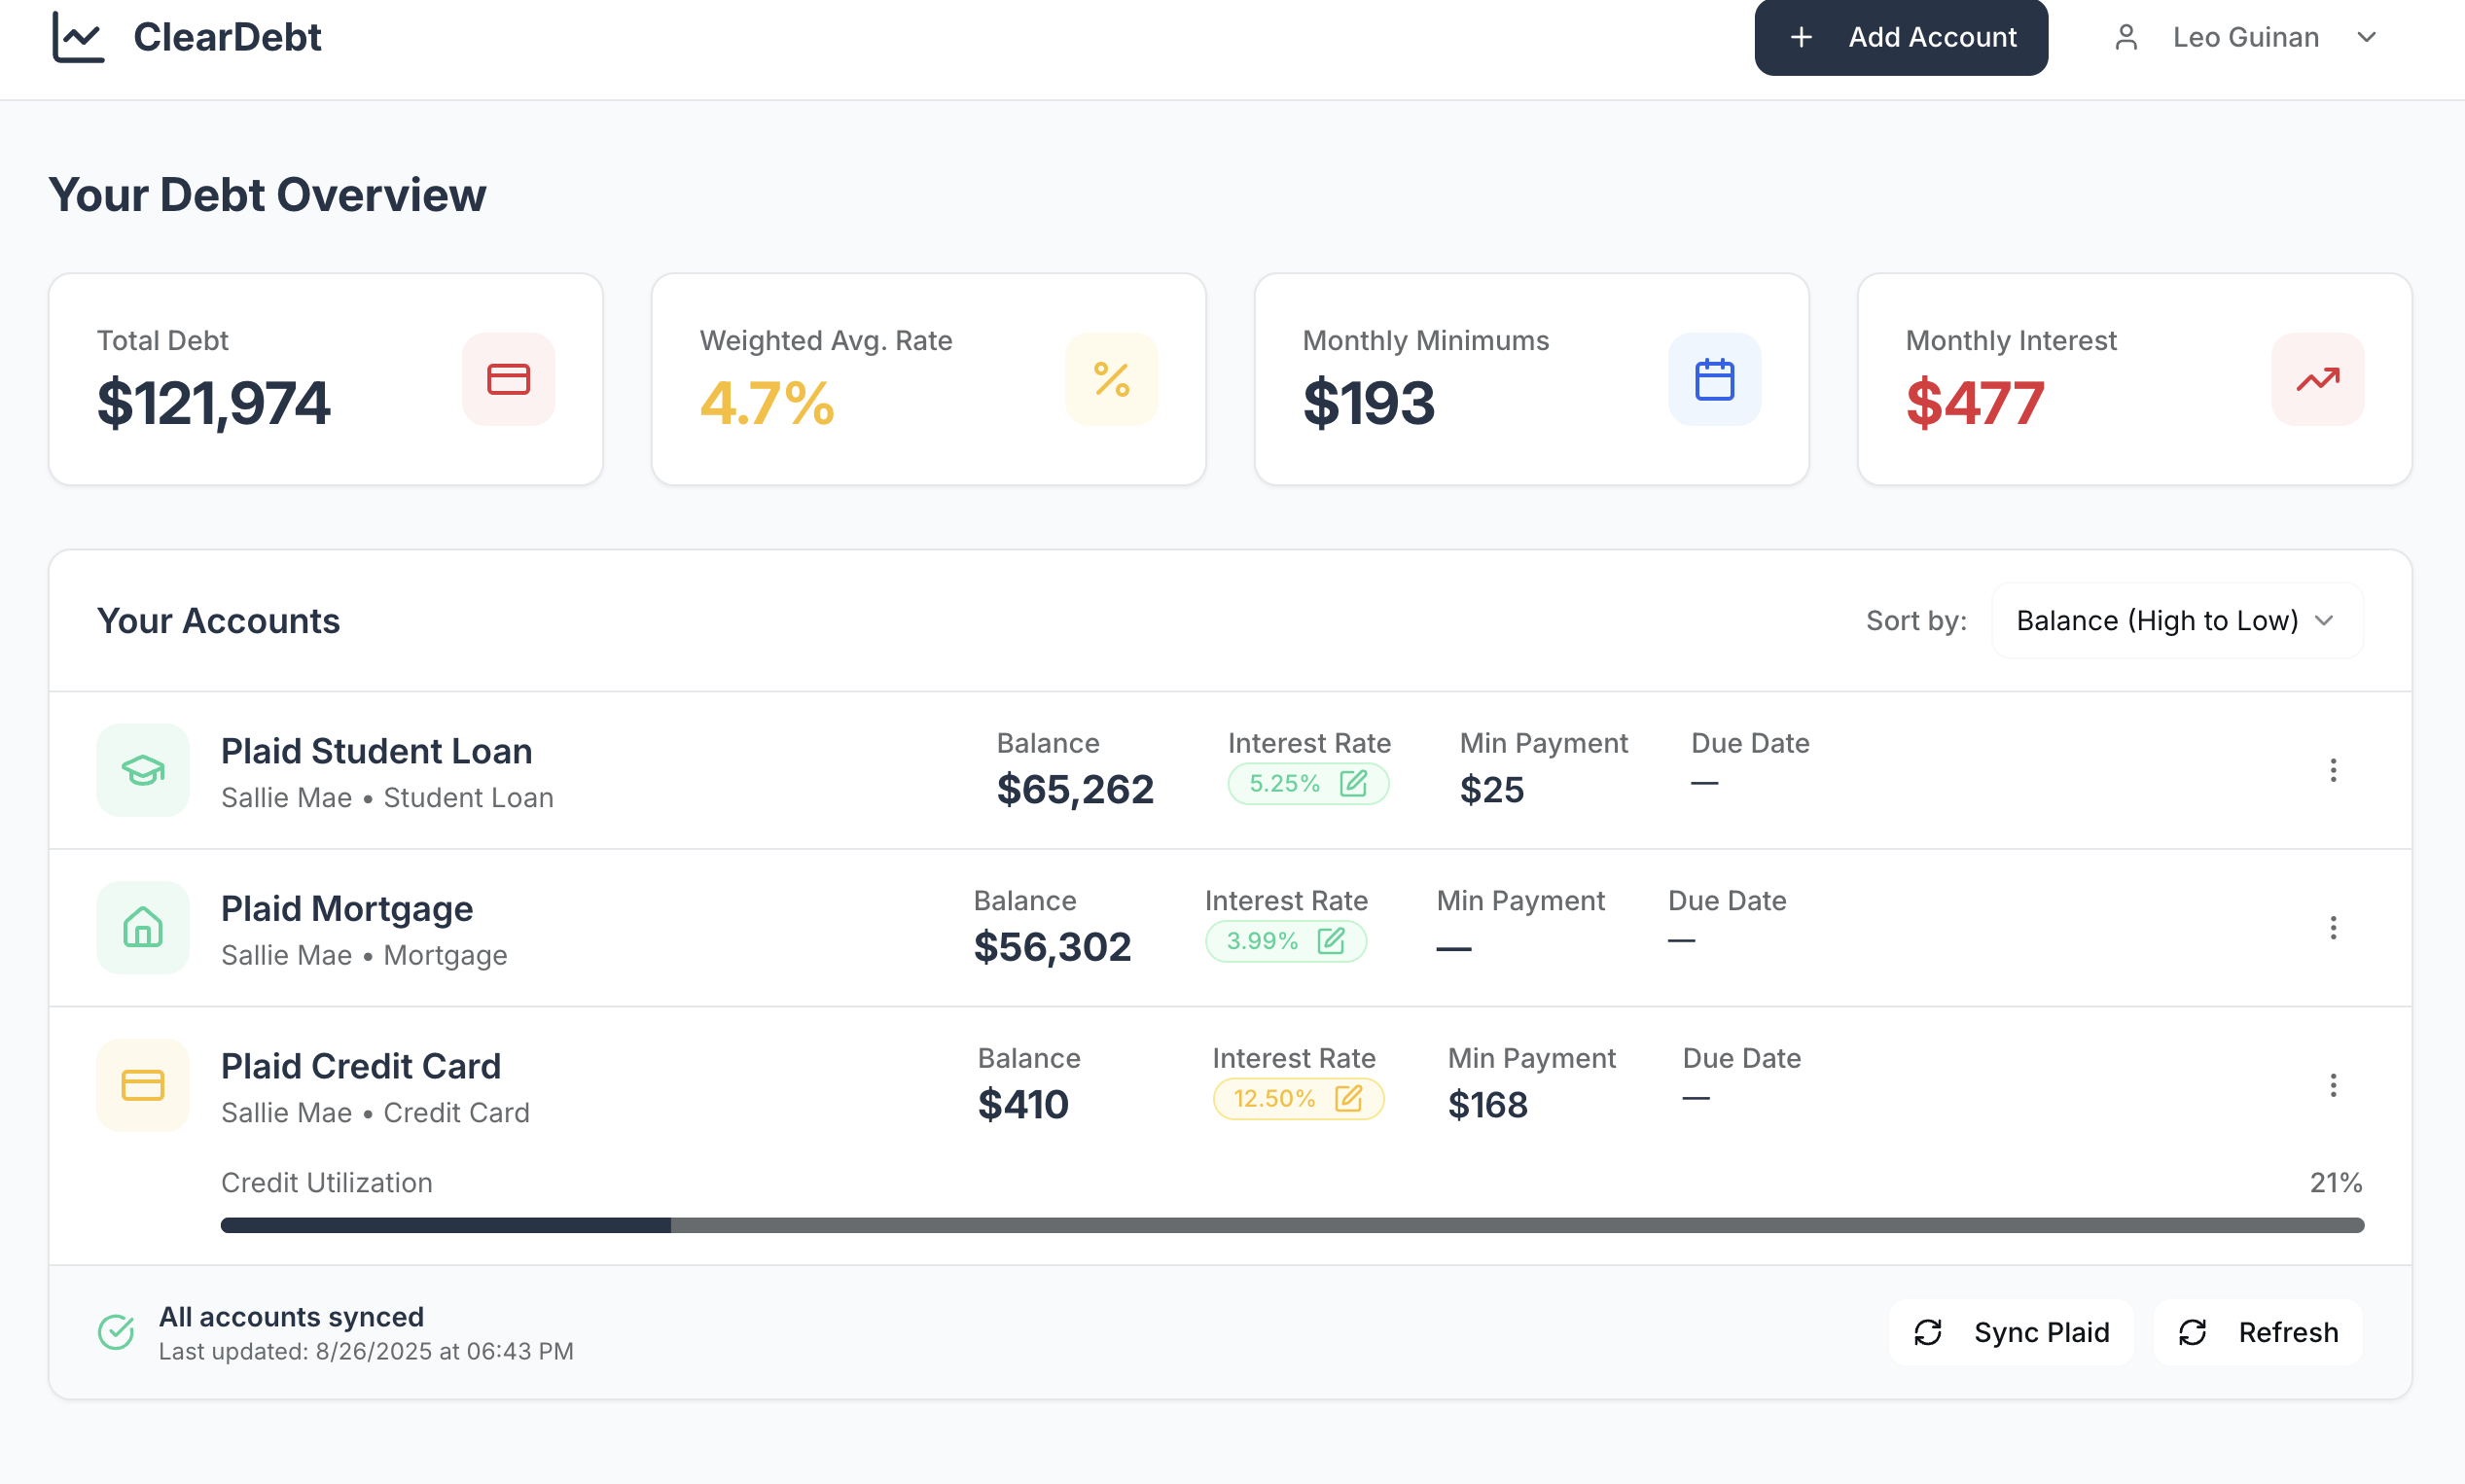 ClearDebt
Add Account
Leo Guinan
Your Debt Overview
Total Debt
$121,974
Weighted Avg. Rate
4.7%
Monthly Minimums
$193
Monthly Interest
$477
Your Accounts
Sort by: Balance (High to Low)
Plaid Student Loan
Sallie Mae • Student Loan
Balance
$65,262
Interest Rate
5.25%
Min Payment
$25
Due Date
—
Plaid Mortgage
Sallie Mae • Mortgage
Balance
$56,302
Interest Rate
3.99%
Min Payment
—
Due Date
—
Plaid Credit Card
Sallie Mae • Credit Card
Balance
$410
Interest Rate
12.50%
Min Payment
$168
Due Date
—
Credit Utilization 21%
All accounts synced
Last updated: 8/26/2025 at 06:43 PM
Sync Plaid
Refresh